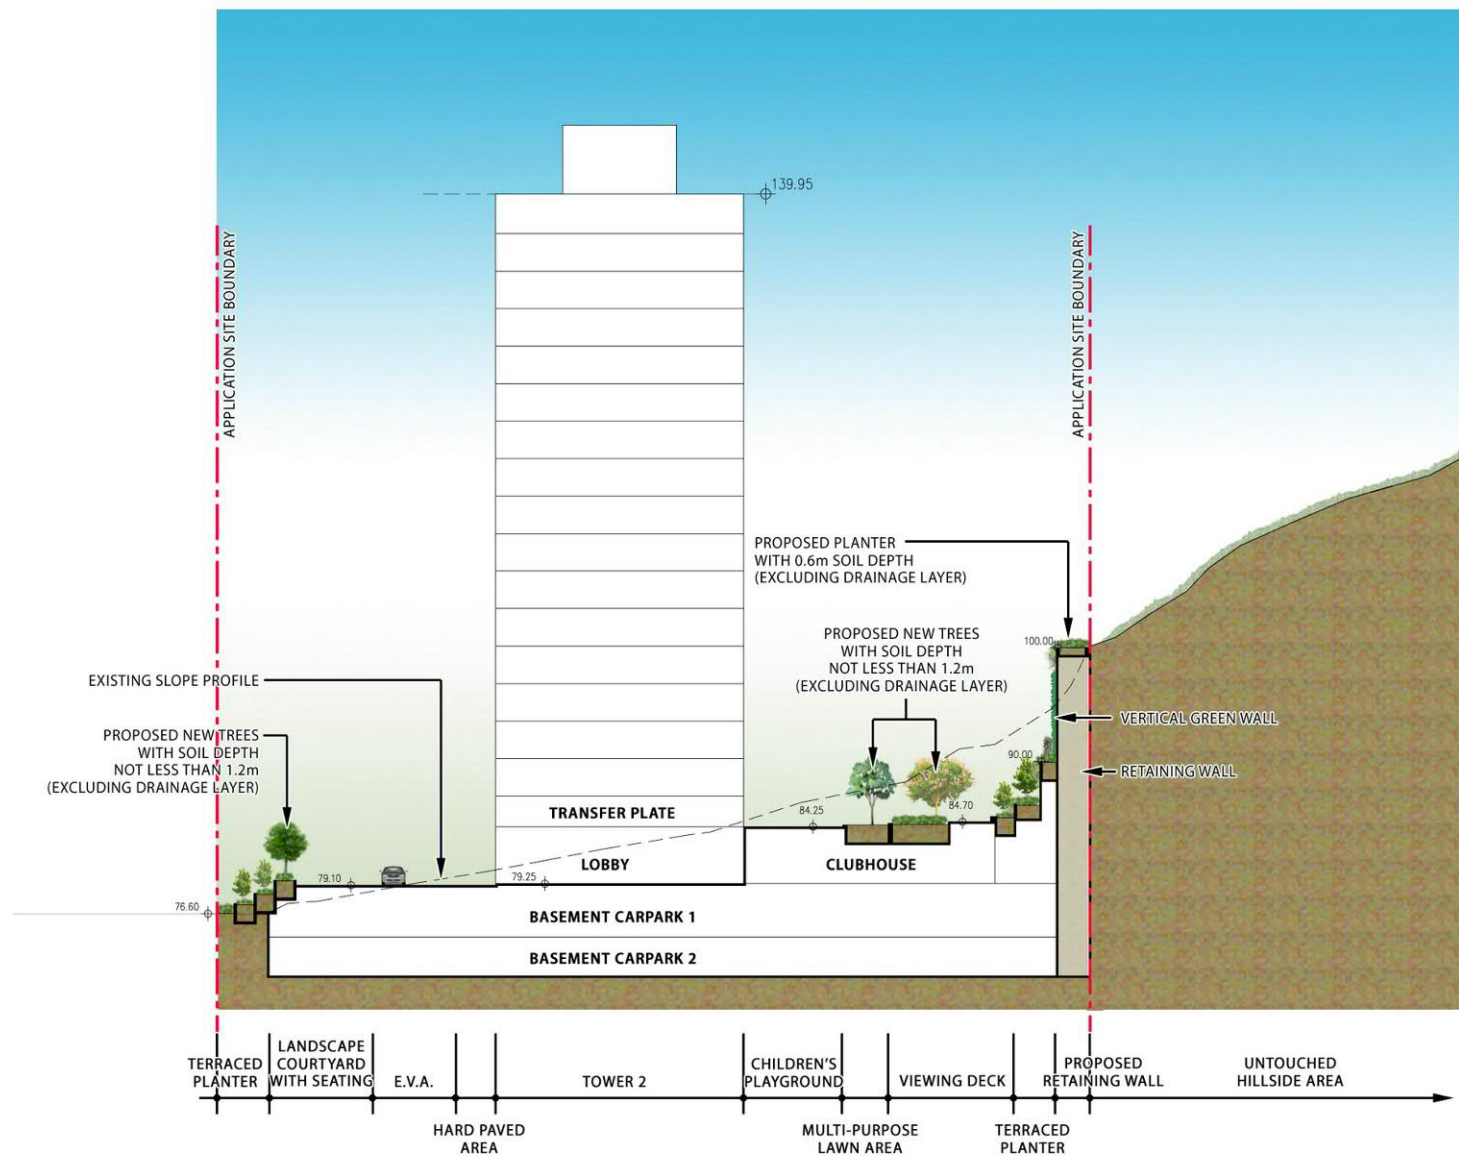 139.95
APPLICATION SITE BOUNDARY
APPLICATION SITE BOUNDARY
PROPOSED PLANTER
WITH 0.6m SOIL DEPTH
(EXCLUDING DRAINAGE LAYER)
PROPOSED NEW TREES
WITH SOIL DEPTH
NOT LESS THAN 1.2m
(EXCLUDING DRAINAGE LAYER)
100.00
EXISTING SLOPE PROFILE
VERTICAL GREEN WALL
PROPOSED NEW TREES
WITH SOIL DEPTH
NOT LESS THAN 1.2m
(EXCLUDING DRAINAGE LAYER)
90.00
RETAINING WALL
TRANSFER PLATE
84.25
84.70
LOBBY
CLUBHOUSE
79.10
79.25
76.60
BASEMENT CARPARK 1
BASEMENT CARPARK 2
TERRACED
PLANTER
LANDSCAPE
COURTYARD
WITH SEATING
E.V.A.
HARD PAVED
AREA
TOWER 2
CHILDREN'S
PLAYGROUND
MULTI-PURPOSE
LAWN AREA
VIEWING DECK
TERRACED
PLANTER
PROPOSED
RETAINING WALL
UNTOUCHED
HILLSIDE AREA